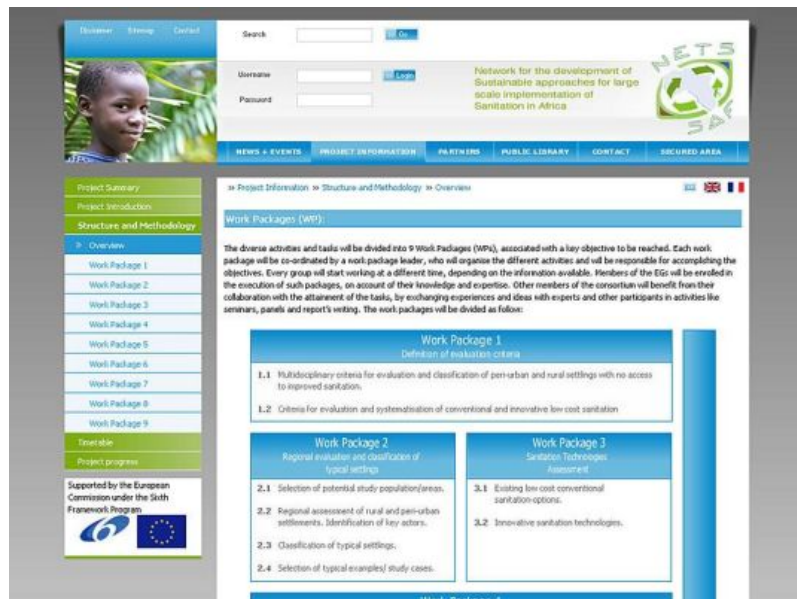 Disclaimer Sitemap Contact
Search
Go
Username
Login
Password
Network for the development of
Sustainable approaches for large
scale implementation of
Sanitation in Africa
NETS
SAF
NEWS + EVENTS PROJECT INFORMATION PARTNERS PUBLIC LIBRARY CONTACT SECURED AREA
Project Summary
Project Introduction
Structure and Methodology
» Overview
Work Package 1
Work Package 2
Work Package 3
Work Package 4
Work Package 5
Work Package 6
Work Package 7
Work Package 8
Work Package 9
Timetable
Project progress
Supported by the European
Commission under the Sixth
Framework Program
6
» Project Information » Structure and Methodology » Overview
Work Packages (WP):
The diverse activities and tasks will be divided into 9 Work Packages (WPs), associated with a key objective to be reached. Each work
package will be co-ordinated by a work package leader, who will organise the different activities and will be responsible for accomplishing the
objectives. Every group will start working at a different time, depending on the information available. Members of the EGs will be enrolled in
the execution of such packages, on account of their knowledge and expertise. Other members of the consortium will benefit from their
collaboration with the attainment of the tasks, by exchanging experiences and ideas with experts and other participants in activities like
seminars, panels and report's writing. The work packages will be divided as follow:
Work Package 1
Definition of evaluation criteria
1.1 Multidisciplinary criteria for evaluation and classification of peri-urban and rural settlings with no access
to improved sanitation.
1.2 Criteria for evaluation and systematisation of conventional and innovative low cost sanitation
Work Package 2
Regional evaluation and classification of
typical settings
2.1 Selection of potential study population/areas.
2.2 Regional assessment of rural and peri-urban
settlements. Identification of key actors.
2.3 Classification of typical settlings.
2.4 Selection of typical examples/ study cases.
Work Package 3
Sanitation Technologies
Assessment
3.1 Existing low cost conventional
sanitation options.
3.2 Innovative sanitation technologies.